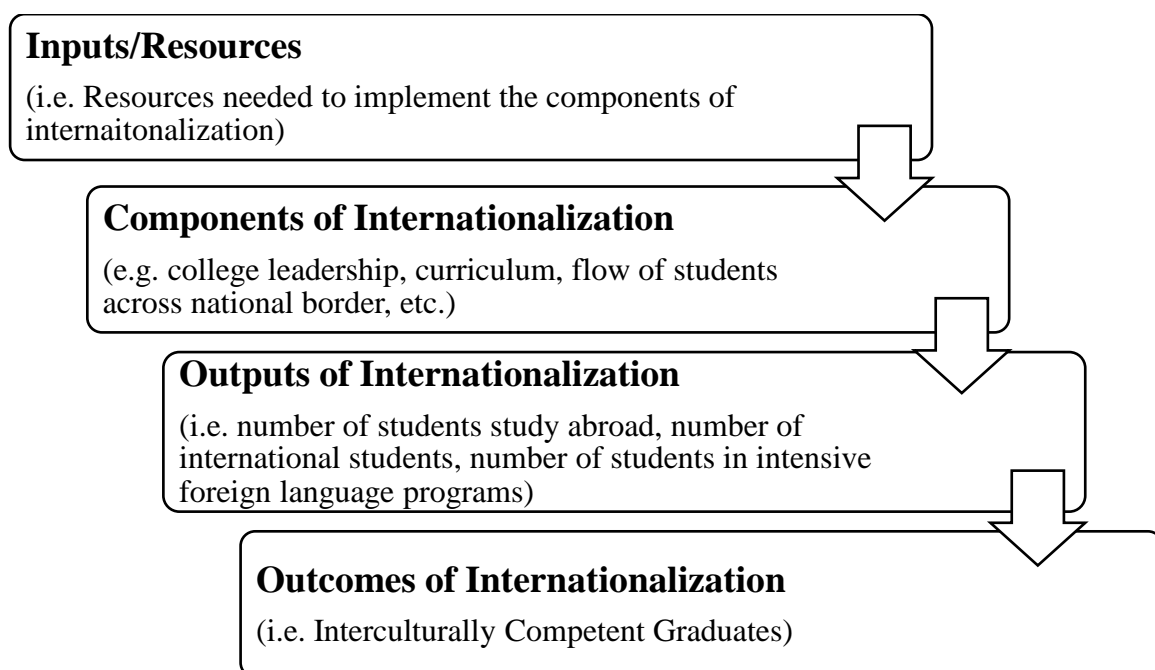 Inputs/Resources
(i.e. Resources needed to implement the components of
internaitonalization)
Components of Internationalization
(e.g. college leadership, curriculum, flow of students
across national border, etc.)
Outputs of Internationalization
(i.e. number of students study abroad, number of
international students, number of students in intensive
foreign language programs)
Outcomes of Internationalization
(i.e. Interculturally Competent Graduates)